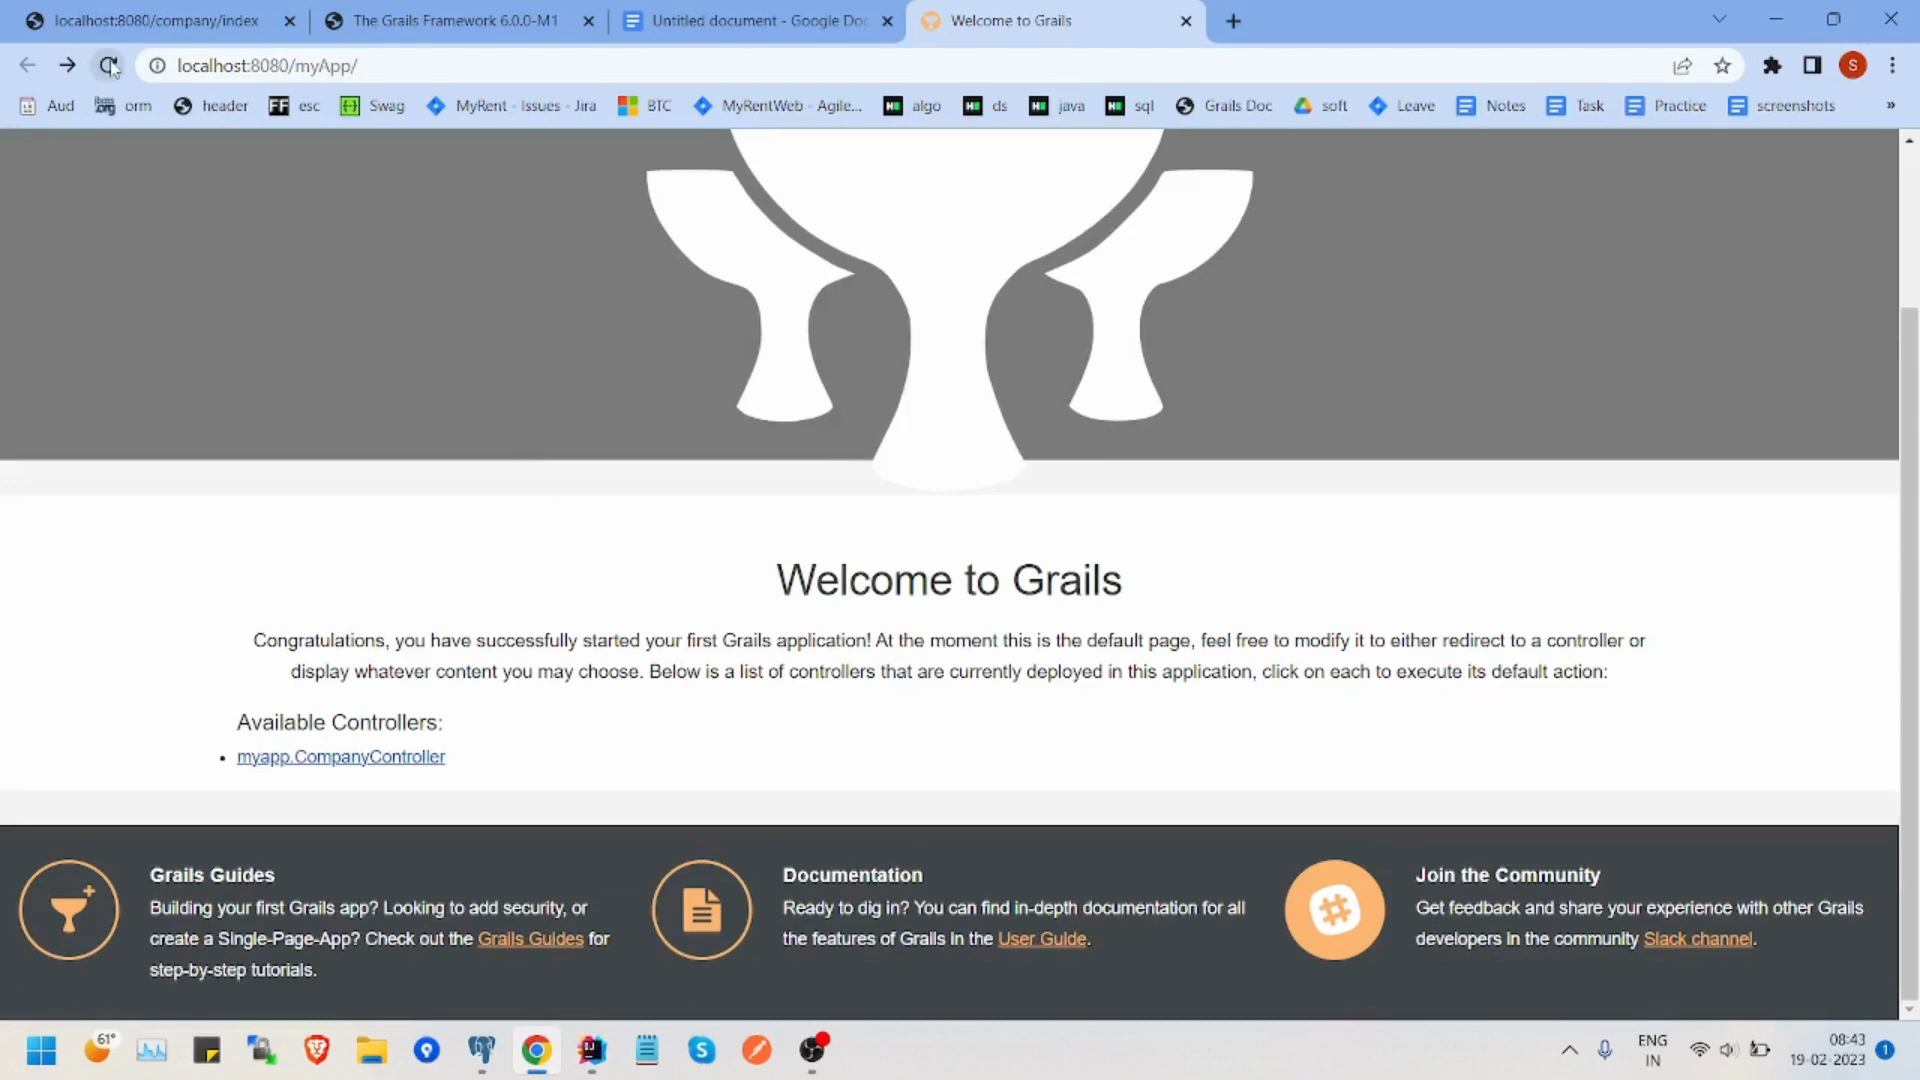 localhost:8080/company/index
The Grails Framework 6.0.0-M1
Untitled document - Google Doc
Welcome to Grails
localhost:8080/myApp/
S
Aud
orm
header
FF esc
Swag
MyRent - Issues - Jira
BTC
MyRentWeb - Agile...
algo
ds
java
sql
Grails Doc
soft
Leave
Notes
Task
Practice
screenshots
»
Welcome to Grails
Congratulations, you have successfully started your first Grails application! At the moment this is the default page, feel free to modify it to either redirect to a controller or
display whatever content you may choose. Below is a list of controllers that are currently deployed in this application, click on each to execute its default action:
Available Controllers:
• myapp.CompanyController
Grails Guides
Building your first Grails app? Looking to add security, or
create a Single-Page-App? Check out the Grails Guides for
step-by-step tutorials.
Documentation
Ready to dig in? You can find in-depth documentation for all
the features of Grails in the User Guide.
Join the Community
Get feedback and share your experience with other Grails
developers in the community Slack channel.
61°
ENG
IN
08:43
19-02-2023
1